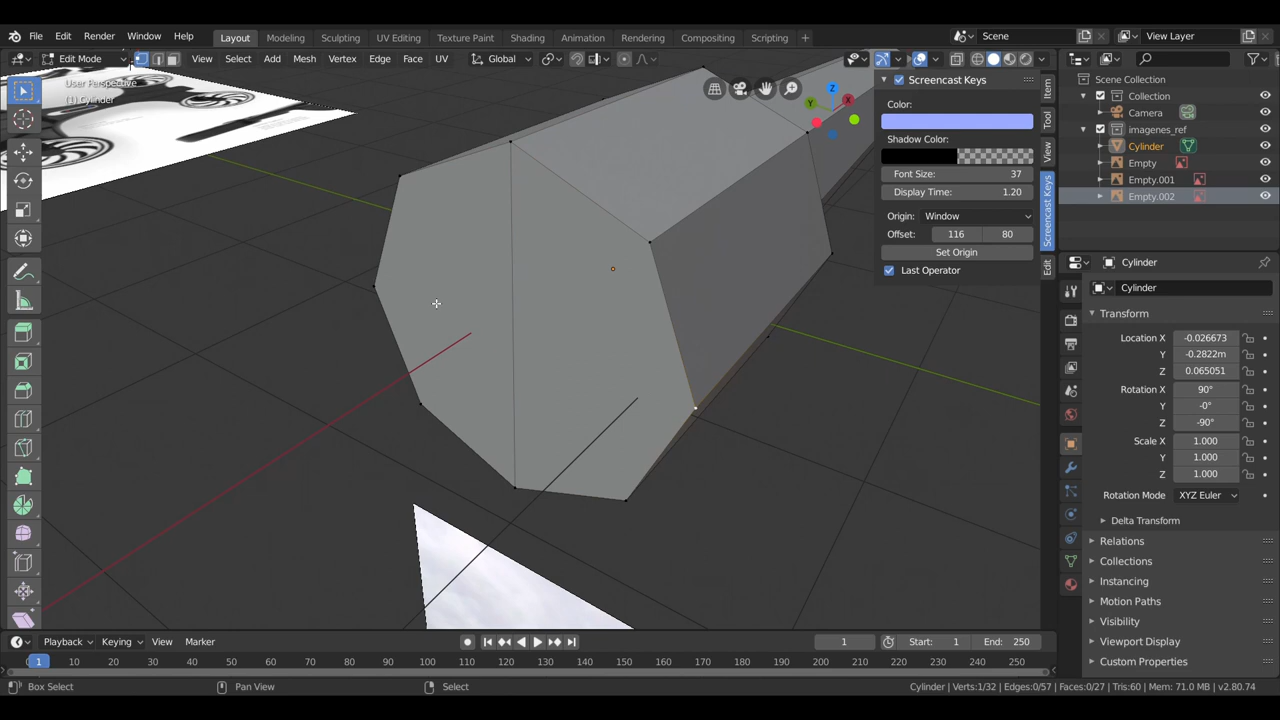 File Edit Render Window Help Layout Modeling Sculpting UV Editing Texture Paint Shading Animation Rendering Compositing Scripting + Scene View Layer
Edit Mode View Select Add Mesh Vertex Edge Face UV Global
User Perspective
(1) Cylinder
Z
Y
X
Screencast Keys
Color:
Shadow Color:
Font Size: 37
Display Time: 1.20
Origin: Window
Offset: 116 80
Set Origin
Last Operator
Item
Tool
View
Screencast Keys
Edit
Scene Collection
Collection
Camera
imagenes_ref
Cylinder
Empty
Empty.001
Empty.002
Cylinder
Cylinder
Transform
Location X -0.026673
Y -0.2822m
Z 0.065051
Rotation X 90°
Y -0°
Z -90°
Scale X 1.000
Y 1.000
Z 1.000
Rotation Mode XYZ Euler
Delta Transform
Relations
Collections
Instancing
Motion Paths
Visibility
Viewport Display
Custom Properties
Playback Keying View Marker 1 Start: 1 End: 250
1 10 20 30 40 50 60 70 80 90 100 110 120 130 140 150 160 170 180 190 200 210 220 230 240 250
Box Select Pan View Select Cylinder | Verts:1/32 | Edges:0/57 | Faces:0/27 | Tris:60 | Mem: 71.0 MB | v2.80.74